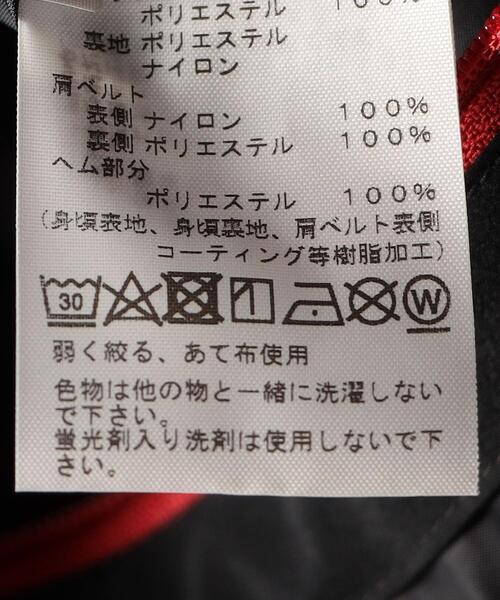 ポリエステル　１００％
裏地 ポリエステル
ナイロン
肩ベルト
表側 ナイロン　１００％
裏側 ポリエステル　１００％
ヘム部分
ポリエステル　１００％
（身頃表地、身頃裏地、肩ベルト表側
コーティング等樹脂加工）
30 W
弱く絞る、あて布使用
色物は他の物と一緒に洗濯しない
で下さい。
蛍光剤入り洗剤は使用しないで下
さい。